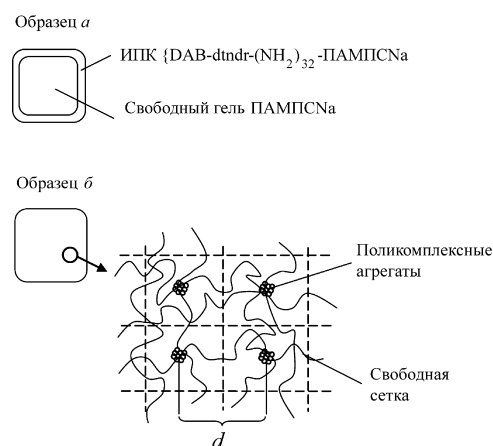 Образец а
ИПК {DAB-dtndr-(NH2)32-ПАМПСNa
Свободный гель ПАМПСNa
Образец б
Поликомплексные
агрегаты
Свободная
сетка
d